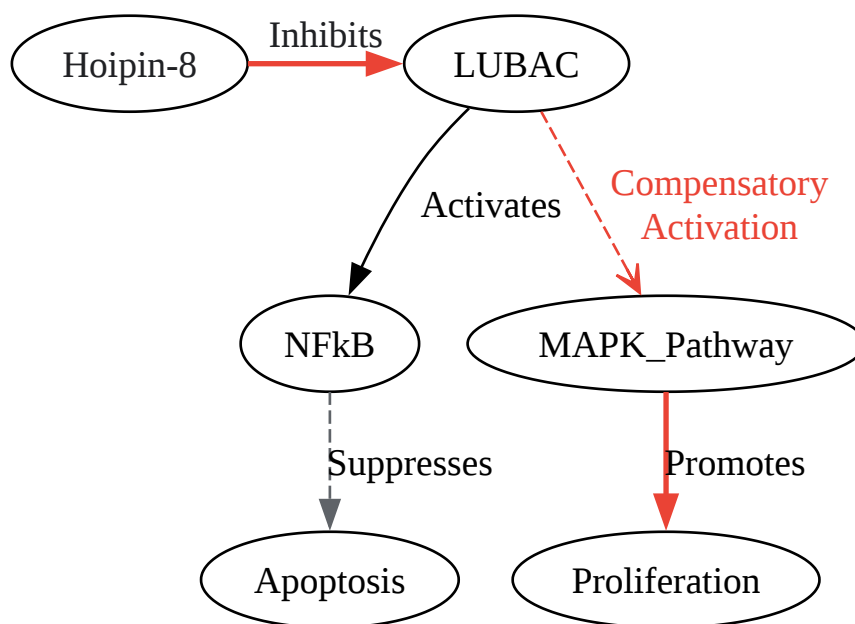 Inhibits
Hoipin-8
LUBAC
Compensatory
Activation
Activates
NFkB
MAPK_Pathway
Suppresses
Promotes
Apoptosis
Proliferation